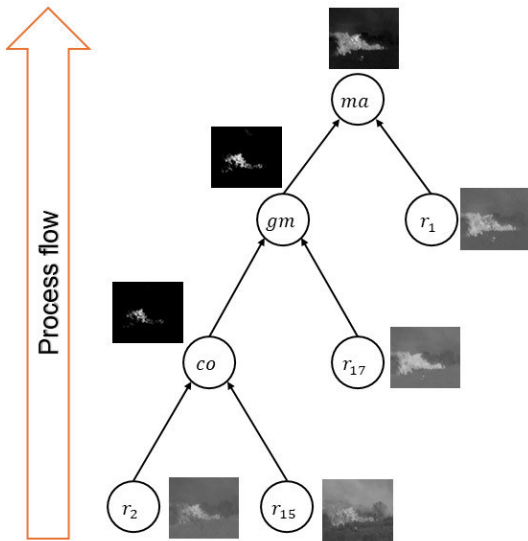 ma
gm
r₁
co
r₁₇
r₂
r₁₅
Process flow